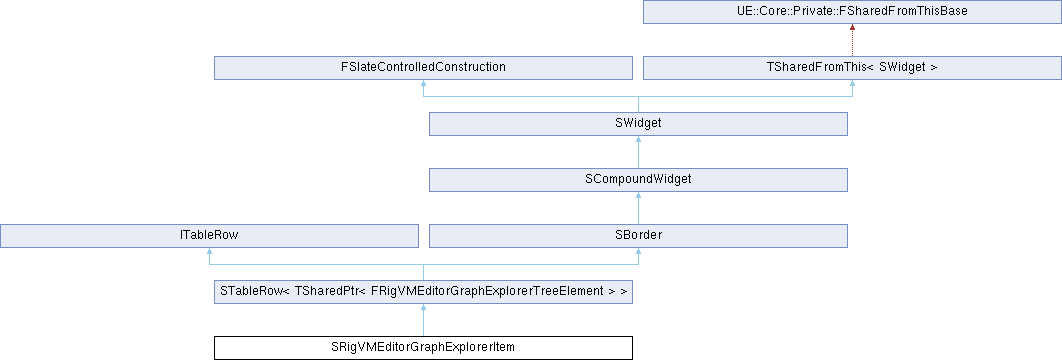 UE::Core::Private::FSharedFromThisBase
FSlateControlledConstruction
TSharedFromThis< SWidget >
SWidget
SCompoundWidget
ITableRow
SBorder
STableRow< TSharedPtr< FRigVMEditorGraphExplorerTreeElement > >
SRigVMEditorGraphExplorerItem